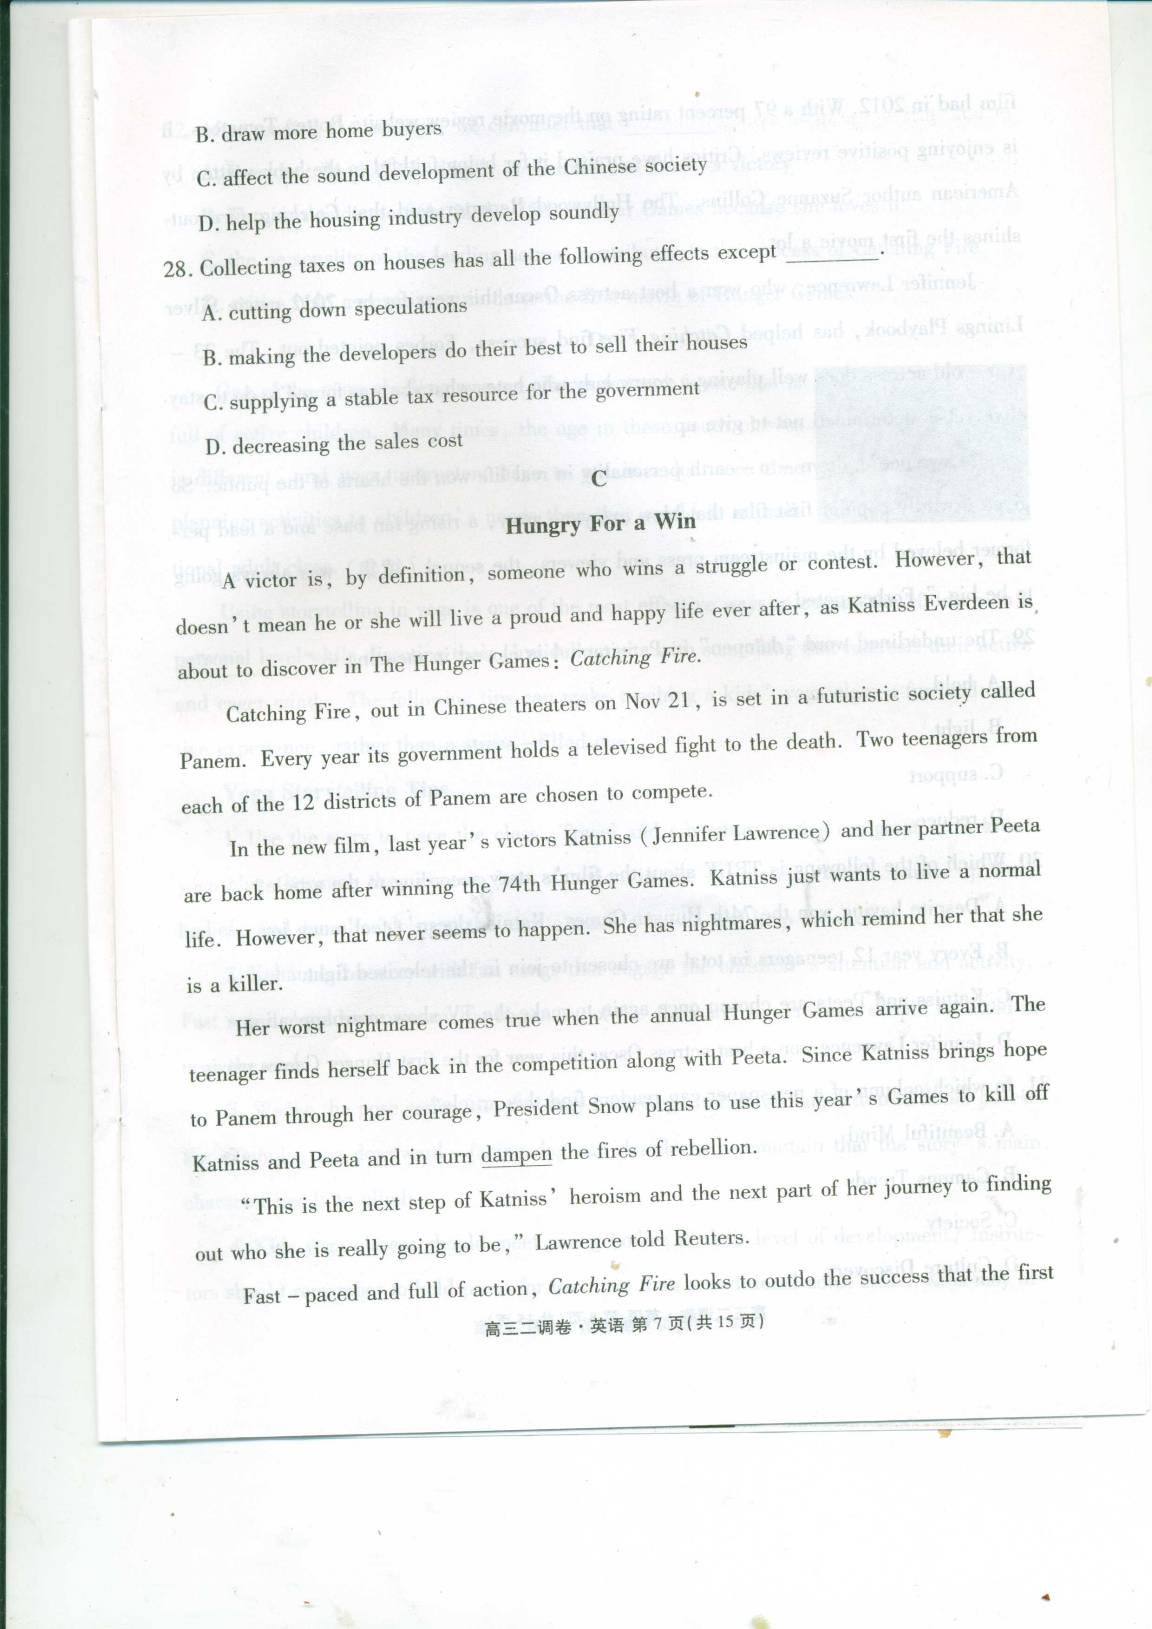 B. draw more home buyers
C. affect the sound development of the Chinese society
D. help the housing industry develop soundly
28. Collecting taxes on houses has all the following effects except ________.
A. cutting down speculations
B. making the developers do their best to sell their houses
C. supplying a stable tax resource for the government
D. decreasing the sales cost
C
Hungry For a Win
A victor is, by definition, someone who wins a struggle or contest. However, that
doesn't mean he or she will live a proud and happy life ever after, as Katniss Everdeen is
about to discover in The Hunger Games: Catching Fire.
Catching Fire, out in Chinese theaters on Nov 21, is set in a futuristic society called
Panem. Every year its government holds a televised fight to the death. Two teenagers from
each of the 12 districts of Panem are chosen to compete.
In the new film, last year's victors Katniss (Jennifer Lawrence) and her partner Peeta
are back home after winning the 74th Hunger Games. Katniss just wants to live a normal
life. However, that never seems to happen. She has nightmares, which remind her that she
is a killer.
Her worst nightmare comes true when the annual Hunger Games arrive again. The
teenager finds herself back in the competition along with Peeta. Since Katniss brings hope
to Panem through her courage, President Snow plans to use this year's Games to kill off
Katniss and Peeta and in turn dampen the fires of rebellion.
"This is the next step of Katniss' heroism and the next part of her journey to finding
out who she is really going to be," Lawrence told Reuters.
Fast – paced and full of action, Catching Fire looks to outdo the success that the first
高三二调卷·英语 第 7 页(共 15 页)